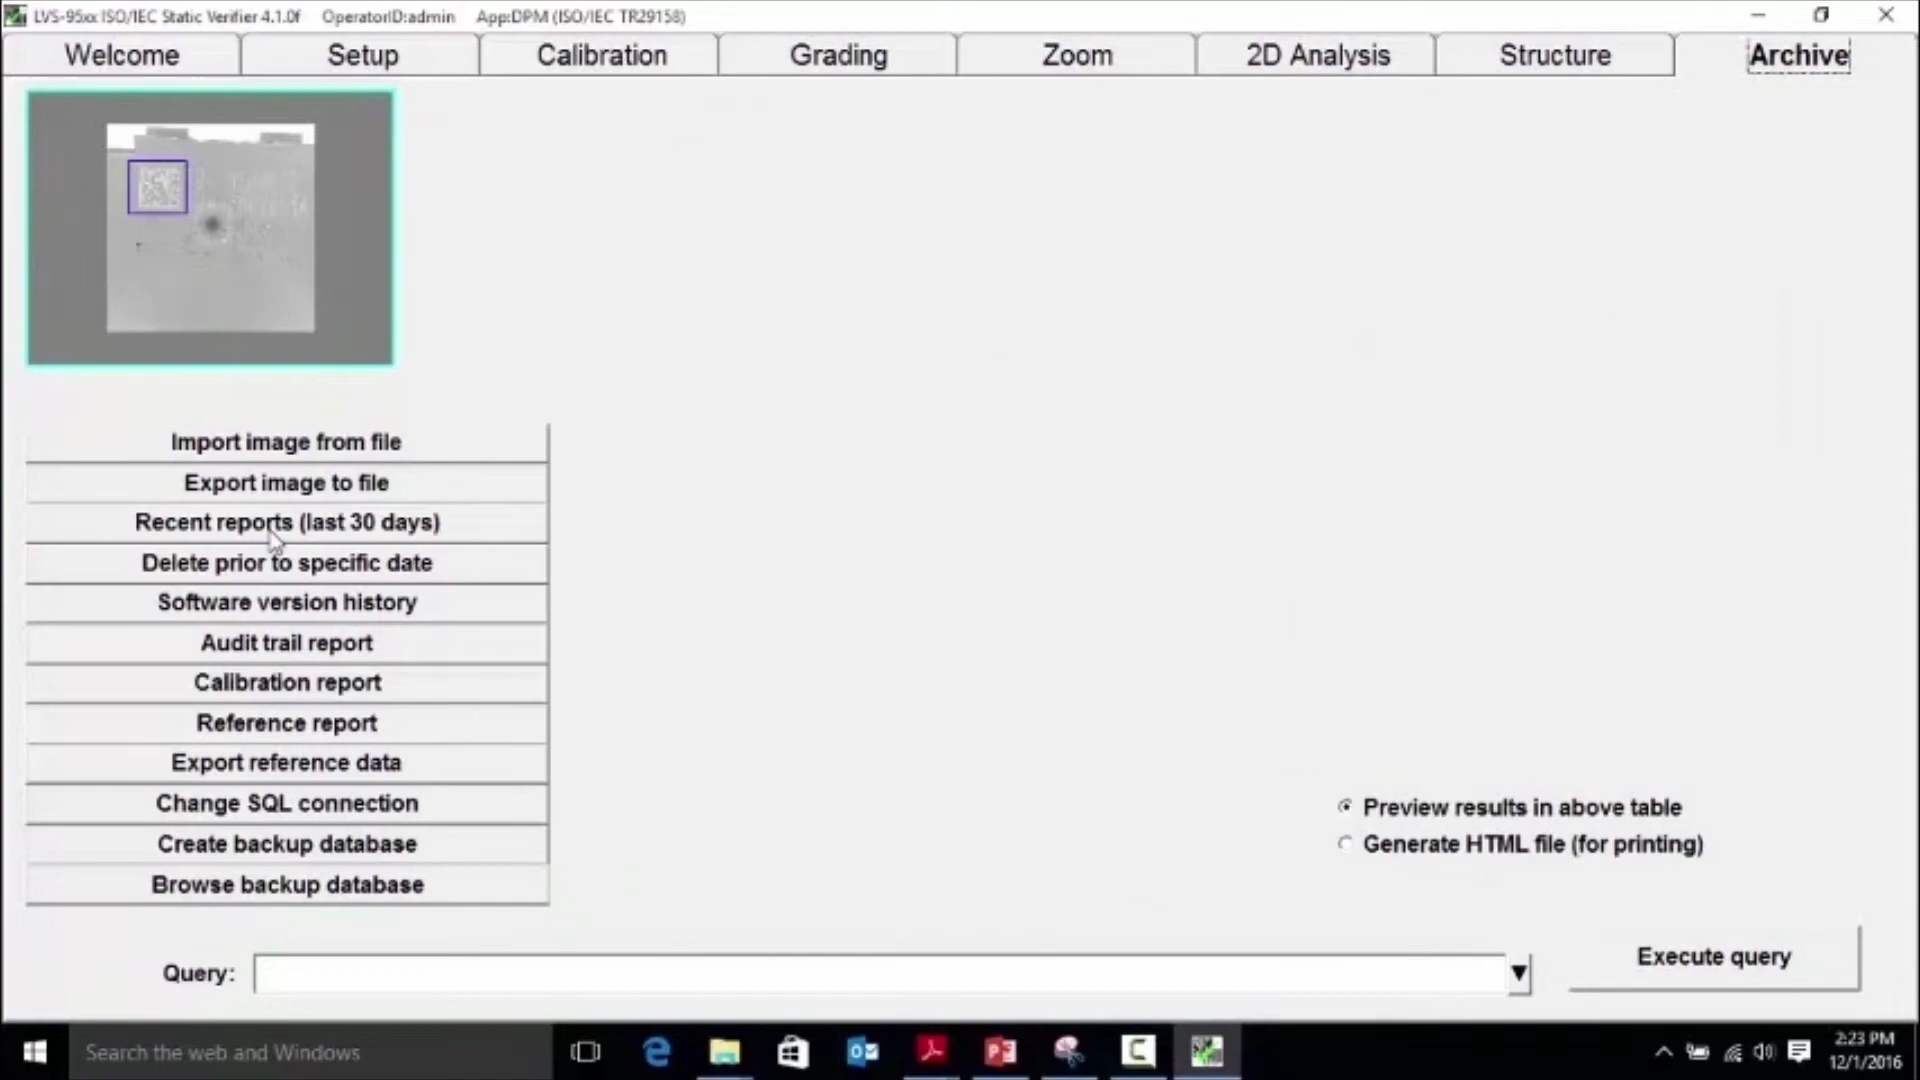 LVS-95xx ISO/IEC Static Verifier 4.1.0f OperatorID:admin App:DPM (ISO/IEC TR29158)
Welcome Setup Calibration Grading Zoom 2D Analysis Structure Archive
Import image from file
Export image to file
Recent reports (last 30 days)
Delete prior to specific date
Software version history
Audit trail report
Calibration report
Reference report
Export reference data
Change SQL connection
Create backup database
Browse backup database
Preview results in above table
Generate HTML file (for printing)
Query:
Execute query
Search the web and Windows
2:23 PM
12/1/2016